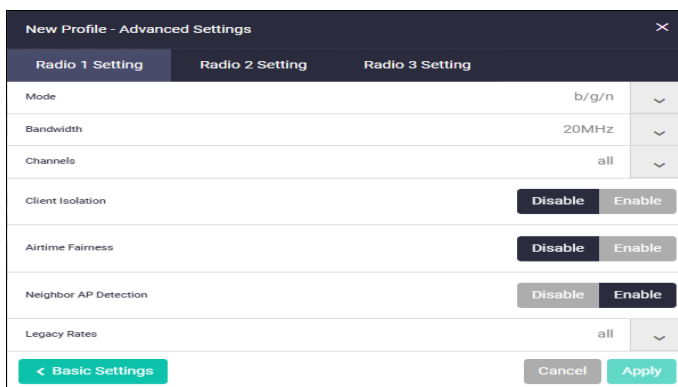 New Profile - Advanced Settings ×
Radio 1 Setting Radio 2 Setting Radio 3 Setting
Mode b/g/n
Bandwidth 20MHz
Channels all
Client Isolation Disable Enable
Airtime Fairness Disable Enable
Neighbor AP Detection Disable Enable
Legacy Rates all
< Basic Settings Cancel Apply